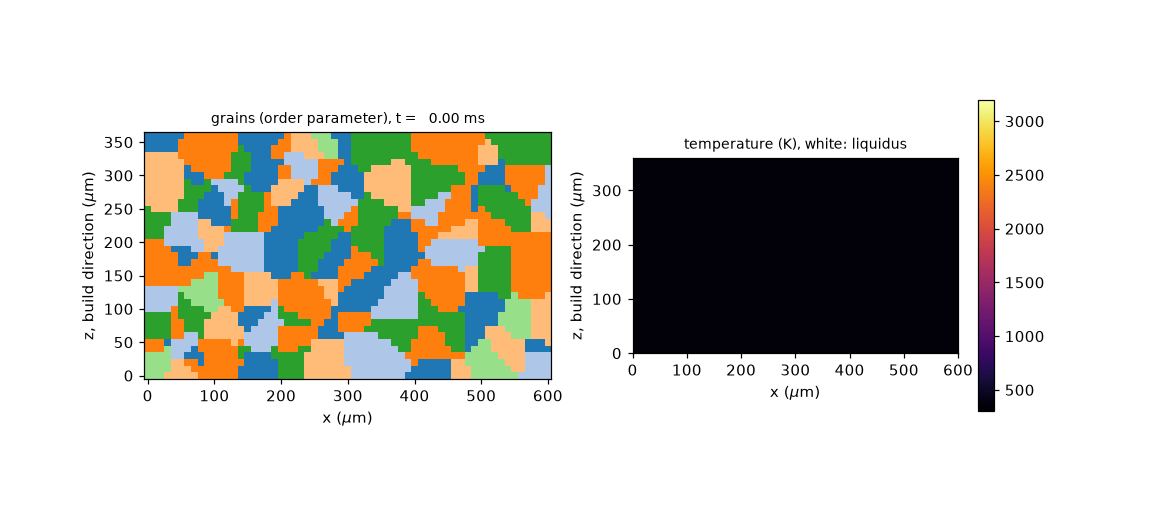 grains (order parameter), t =   0.00 ms
z, build direction (μm)
350
300
250
200
150
100
50
0
0 100 200 300 400 500 600
x (μm)
temperature (K), white: liquidus
z, build direction (μm)
300
200
100
0
0 100 200 300 400 500 600
x (μm)
3000
2500
2000
1500
1000
500